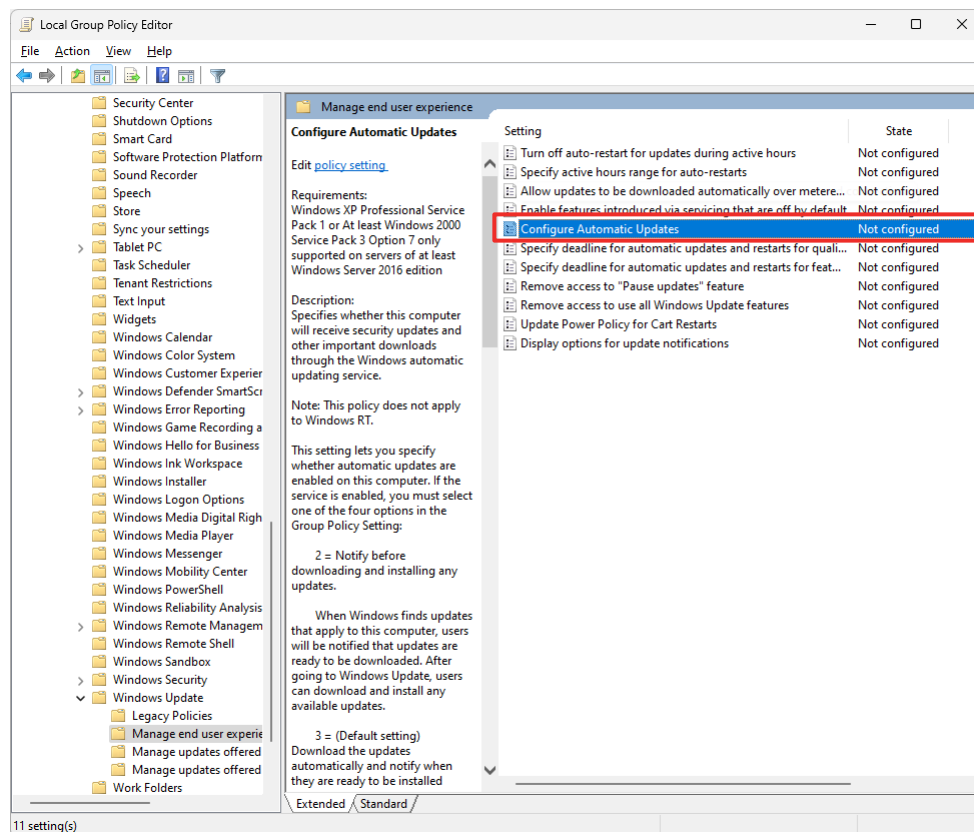 Local Group Policy Editor
File Action View Help
Security Center
Shutdown Options
Smart Card
Software Protection Platform
Sound Recorder
Speech
Store
Sync your settings
Tablet PC
Task Scheduler
Tenant Restrictions
Text Input
Widgets
Windows Calendar
Windows Color System
Windows Customer Experier
Windows Defender SmartScr
Windows Error Reporting
Windows Game Recording a
Windows Hello for Business
Windows Ink Workspace
Windows Installer
Windows Logon Options
Windows Media Digital Righ
Windows Media Player
Windows Messenger
Windows Mobility Center
Windows PowerShell
Windows Reliability Analysis
Windows Remote Managem
Windows Remote Shell
Windows Sandbox
Windows Security
Windows Update
Legacy Policies
Manage end user experie
Manage updates offered
Manage updates offered
Work Folders
Manage end user experience
Configure Automatic Updates
Edit policy setting
Requirements:
Windows XP Professional Service
Pack 1 or At least Windows 2000
Service Pack 3 Option 7 only
supported on servers of at least
Windows Server 2016 edition
Description:
Specifies whether this computer
will receive security updates and
other important downloads
through the Windows automatic
updating service.
Note: This policy does not apply
to Windows RT.
This setting lets you specify
whether automatic updates are
enabled on this computer. If the
service is enabled, you must select
one of the four options in the
Group Policy Setting:
2 = Notify before
downloading and installing any
updates.
When Windows finds updates
that apply to this computer, users
will be notified that updates are
ready to be downloaded. After
going to Windows Update, users
can download and install any
available updates.
3 = (Default setting)
Download the updates
automatically and notify when
they are ready to be installed
Setting State
Turn off auto-restart for updates during active hours Not configured
Specify active hours range for auto-restarts Not configured
Allow updates to be downloaded automatically over metere... Not configured
Enable features introduced via servicing that are off by default Not configured
Configure Automatic Updates Not configured
Specify deadline for automatic updates and restarts for quali... Not configured
Specify deadline for automatic updates and restarts for feat... Not configured
Remove access to "Pause updates" feature Not configured
Remove access to use all Windows Update features Not configured
Update Power Policy for Cart Restarts Not configured
Display options for update notifications Not configured
Extended Standard
11 setting(s)